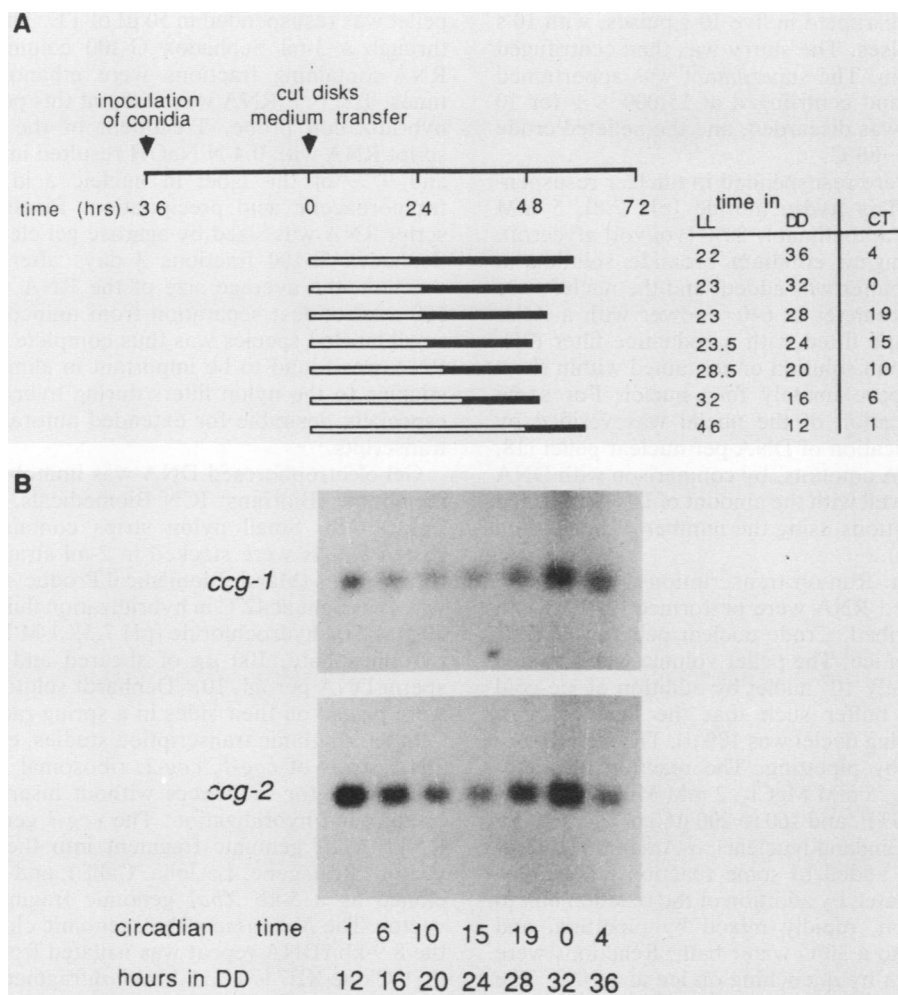 A
inoculation of conidia
cut disks medium transfer
time (hrs) -36 0 24 48 72
time in
LL DD CT
22 36 4
23 32 0
23 28 19
23.5 24 15
28.5 20 10
32 16 6
46 12 1
B
ccg-1
ccg-2
circadian time 1 6 10 15 19 0 4
hours in DD 12 16 20 24 28 32 36